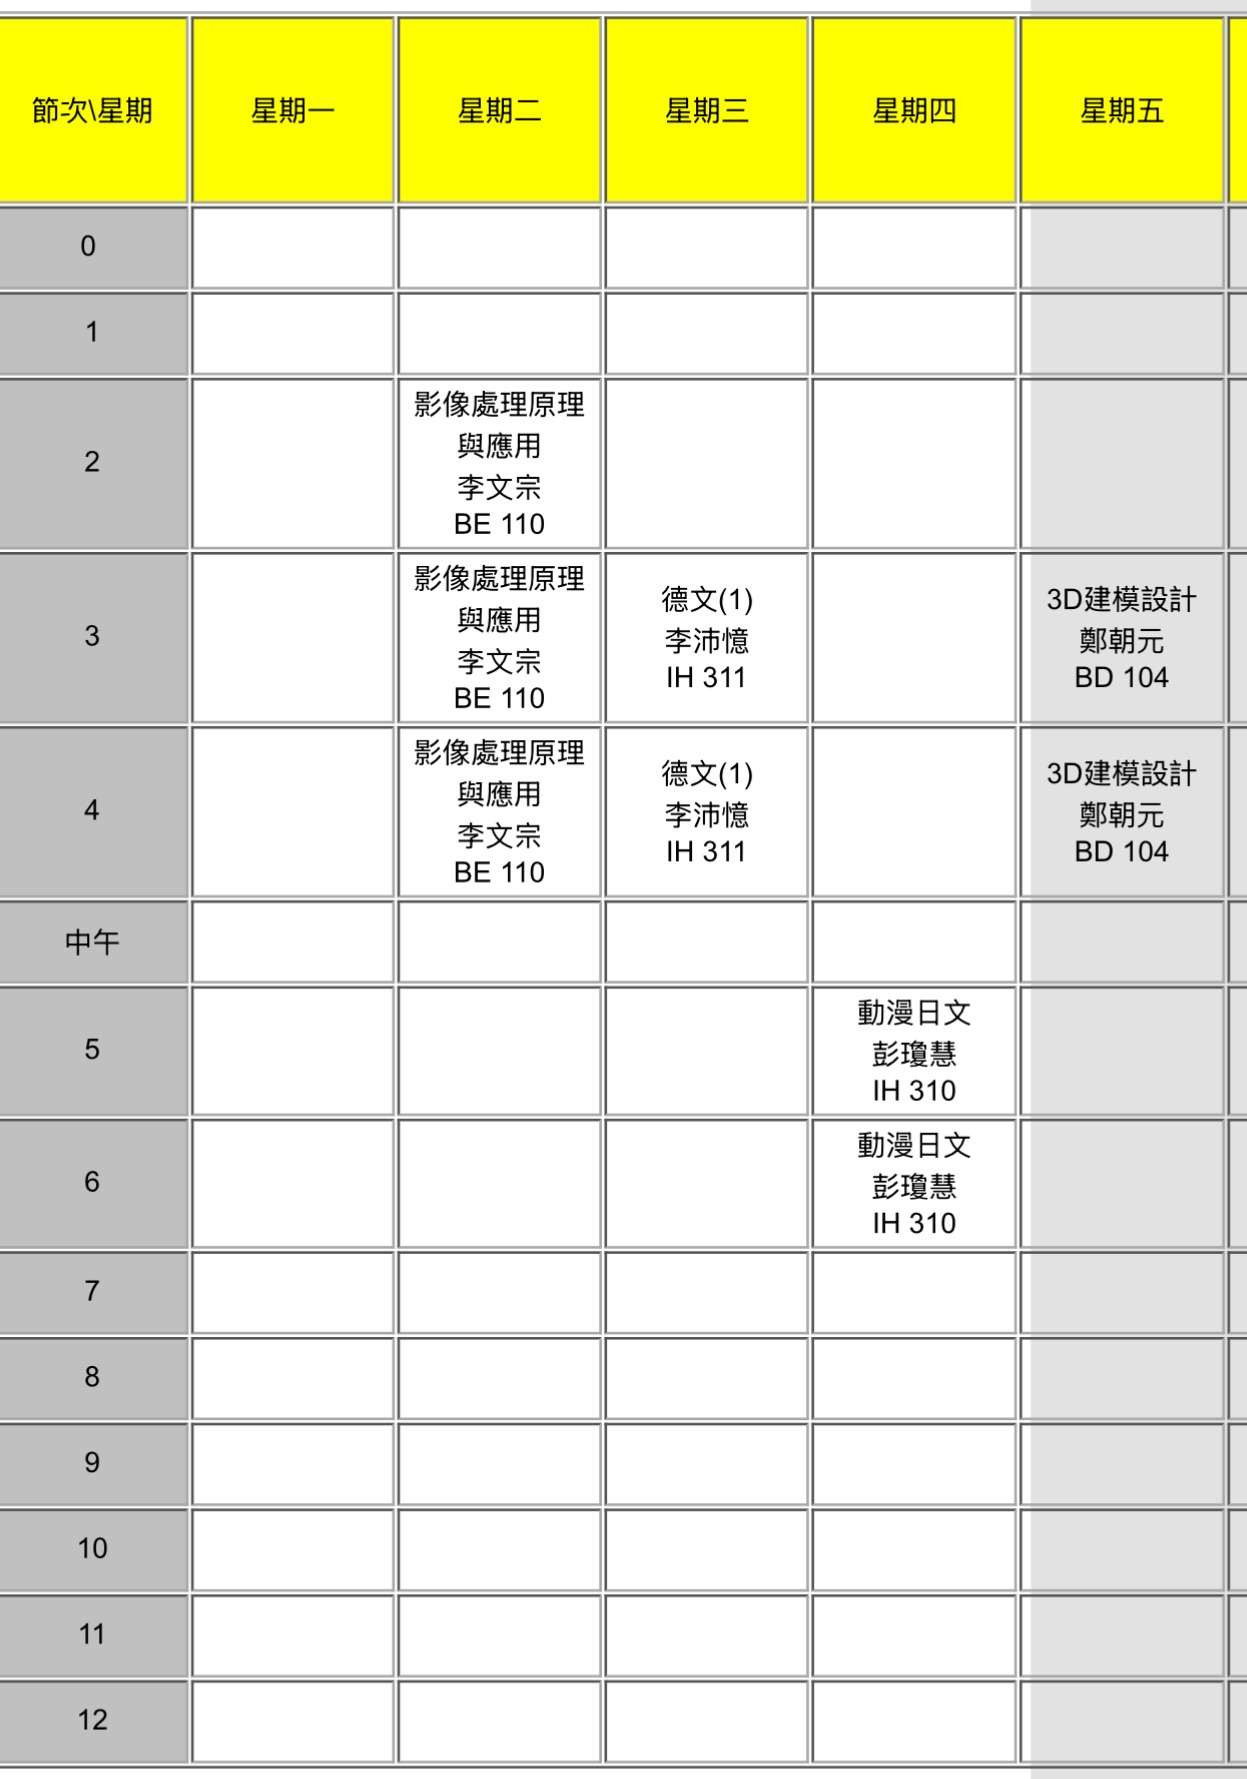 節次\星期 星期一 星期二 星期三 星期四 星期五
0
1
2
影像處理原理
與應用
李文宗
BE 110
3
影像處理原理
與應用
李文宗
BE 110
德文(1)
李沛憶
IH 311
3D建模設計
鄭朝元
BD 104
4
影像處理原理
與應用
李文宗
BE 110
德文(1)
李沛憶
IH 311
3D建模設計
鄭朝元
BD 104
中午
5
動漫日文
彭瓊慧
IH 310
6
動漫日文
彭瓊慧
IH 310
7
8
9
10
11
12